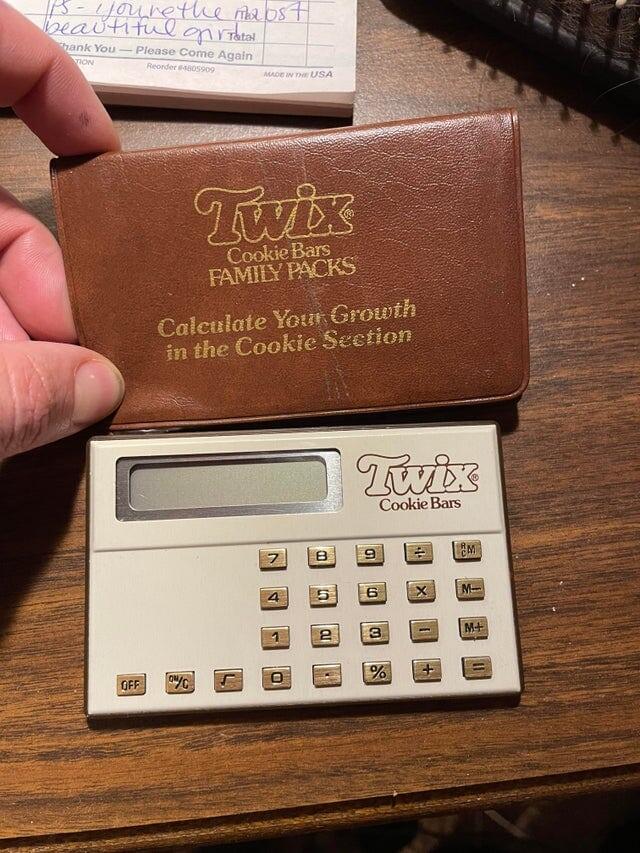 PS - you're the most
beautiful girl
Total
Thank You — Please Come Again
TION Reorder #4805909 MADE IN THE USA
Twix®
Cookie Bars
FAMILY PACKS
Calculate Your Growth
in the Cookie Section
Twix®
Cookie Bars
7 8 9 ÷ R C M
4 5 6 X M−
1 2 3 − M+
OFF ON/C √ 0 . % + =